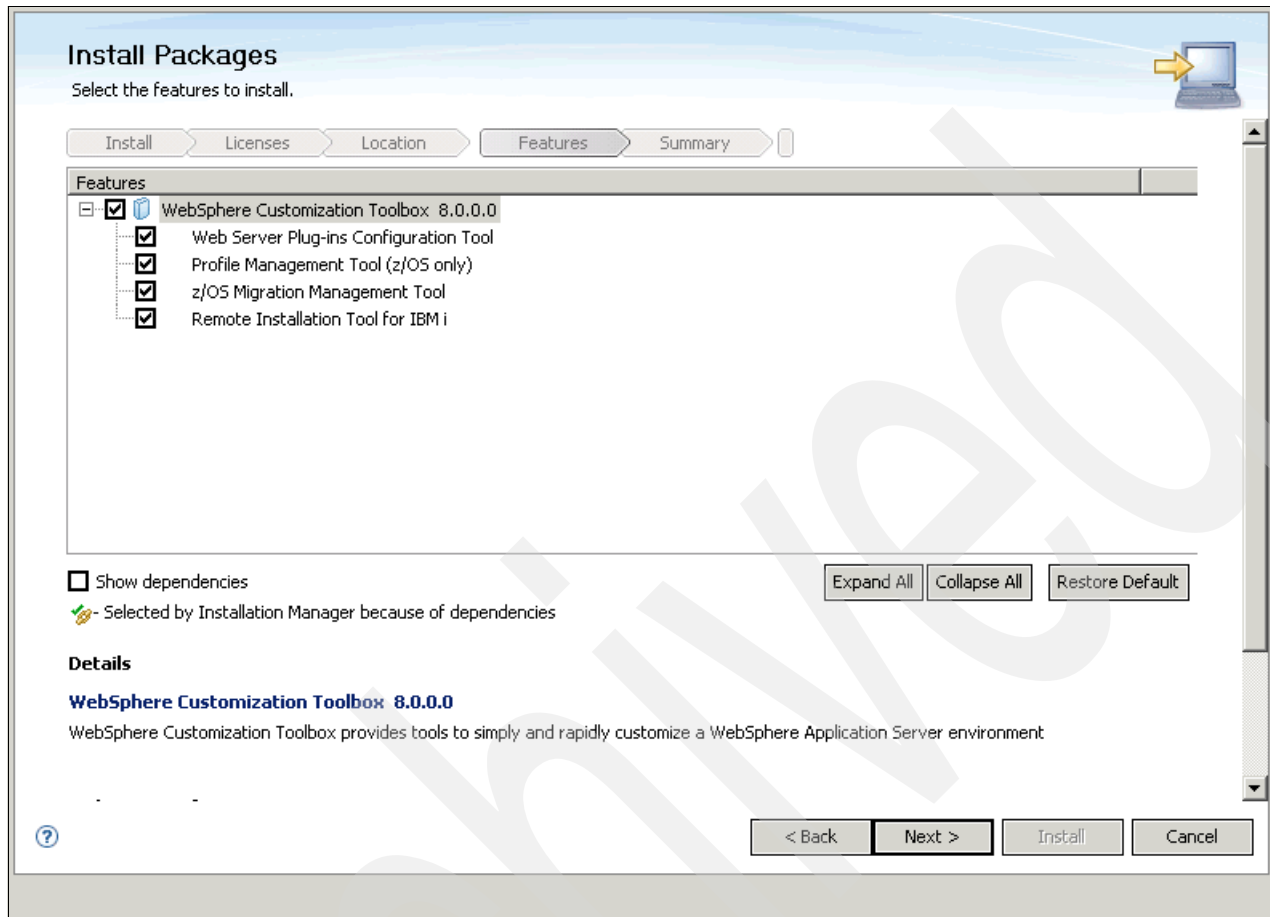 Install Packages
Select the features to install.
Install Licenses Location Features Summary
Features
WebSphere Customization Toolbox 8.0.0.0
Web Server Plug-ins Configuration Tool
Profile Management Tool (z/OS only)
z/OS Migration Management Tool
Remote Installation Tool for IBM i
Show dependencies
Expand All Collapse All Restore Default
- Selected by Installation Manager because of dependencies
Details
WebSphere Customization Toolbox 8.0.0.0
WebSphere Customization Toolbox provides tools to simply and rapidly customize a WebSphere Application Server environment
? < Back Next > Install Cancel